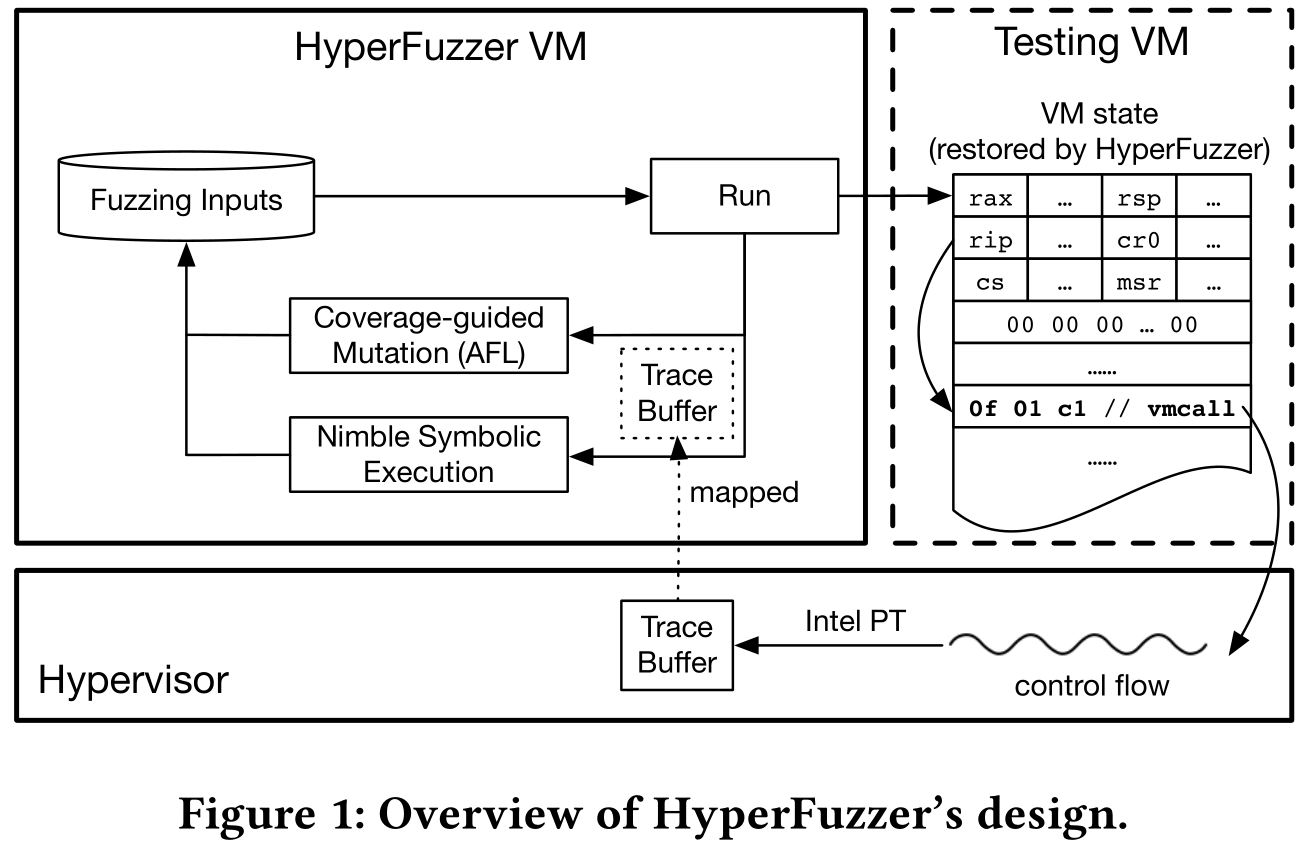 HyperFuzzer VM
Fuzzing Inputs
Run
Coverage-guided
Mutation (AFL)
Trace
Buffer
Nimble Symbolic
Execution
mapped
Testing VM
VM state
(restored by HyperFuzzer)
rax … rsp …
rip … cr0 …
cs … msr …
00 00 00 … 00
……
0f 01 c1 // vmcall
……
Hypervisor
Trace
Buffer
Intel PT
control flow
Figure 1: Overview of HyperFuzzer’s design.